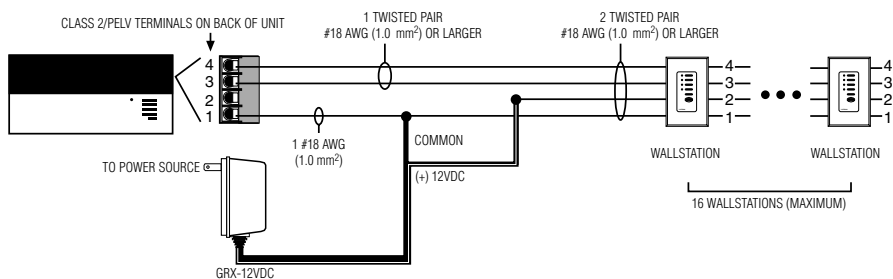 CLASS 2/PELV TERMINALS ON BACK OF UNIT
1 TWISTED PAIR
#18 AWG (1.0 mm²) OR LARGER
2 TWISTED PAIR
#18 AWG (1.0 mm²) OR LARGER
4
3
2
1
4
3
2
1
4
3
2
1
1 #18 AWG
(1.0 mm²)
COMMON
(+) 12VDC
WALLSTATION
WALLSTATION
TO POWER SOURCE
16 WALLSTATIONS (MAXIMUM)
GRX-12VDC